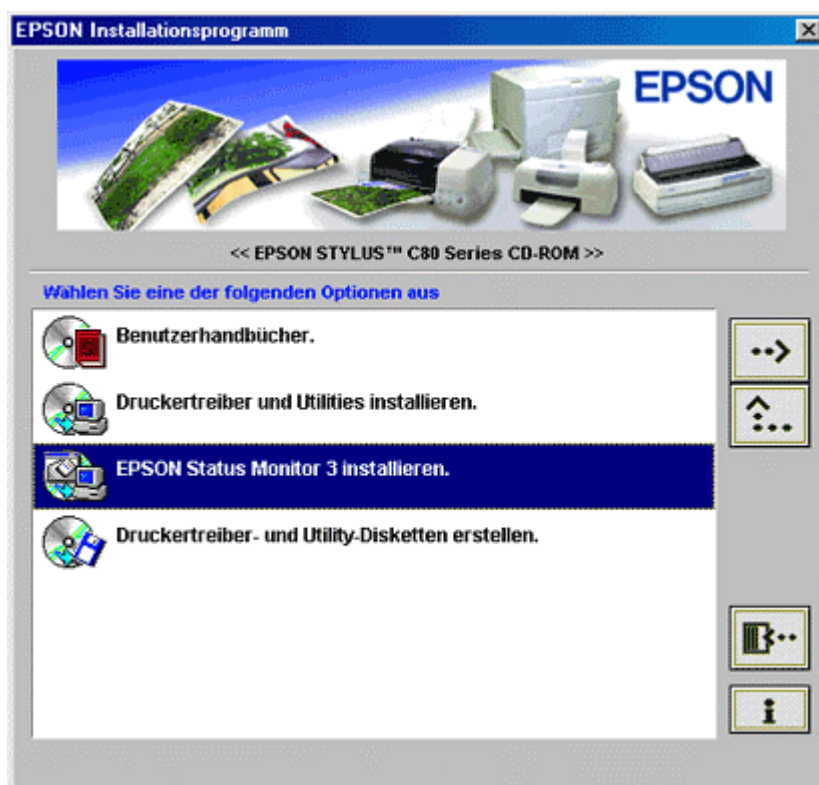 EPSON Installationsprogramm
EPSON
<< EPSON STYLUS™ C80 Series CD-ROM >>
Wählen Sie eine der folgenden Optionen aus
Benutzerhandbücher.
Druckertreiber und Utilities installieren.
EPSON Status Monitor 3 installieren.
Druckertreiber- und Utility-Disketten erstellen.